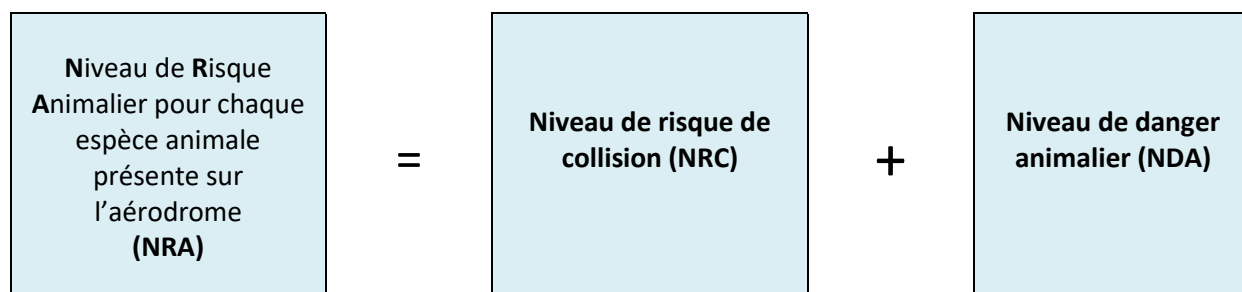 Niveau de Risque
Animalier pour chaque
espèce animale
présente sur
l'aérodrome
(NRA)
=
Niveau de risque de
collision (NRC)
+
Niveau de danger
animalier (NDA)